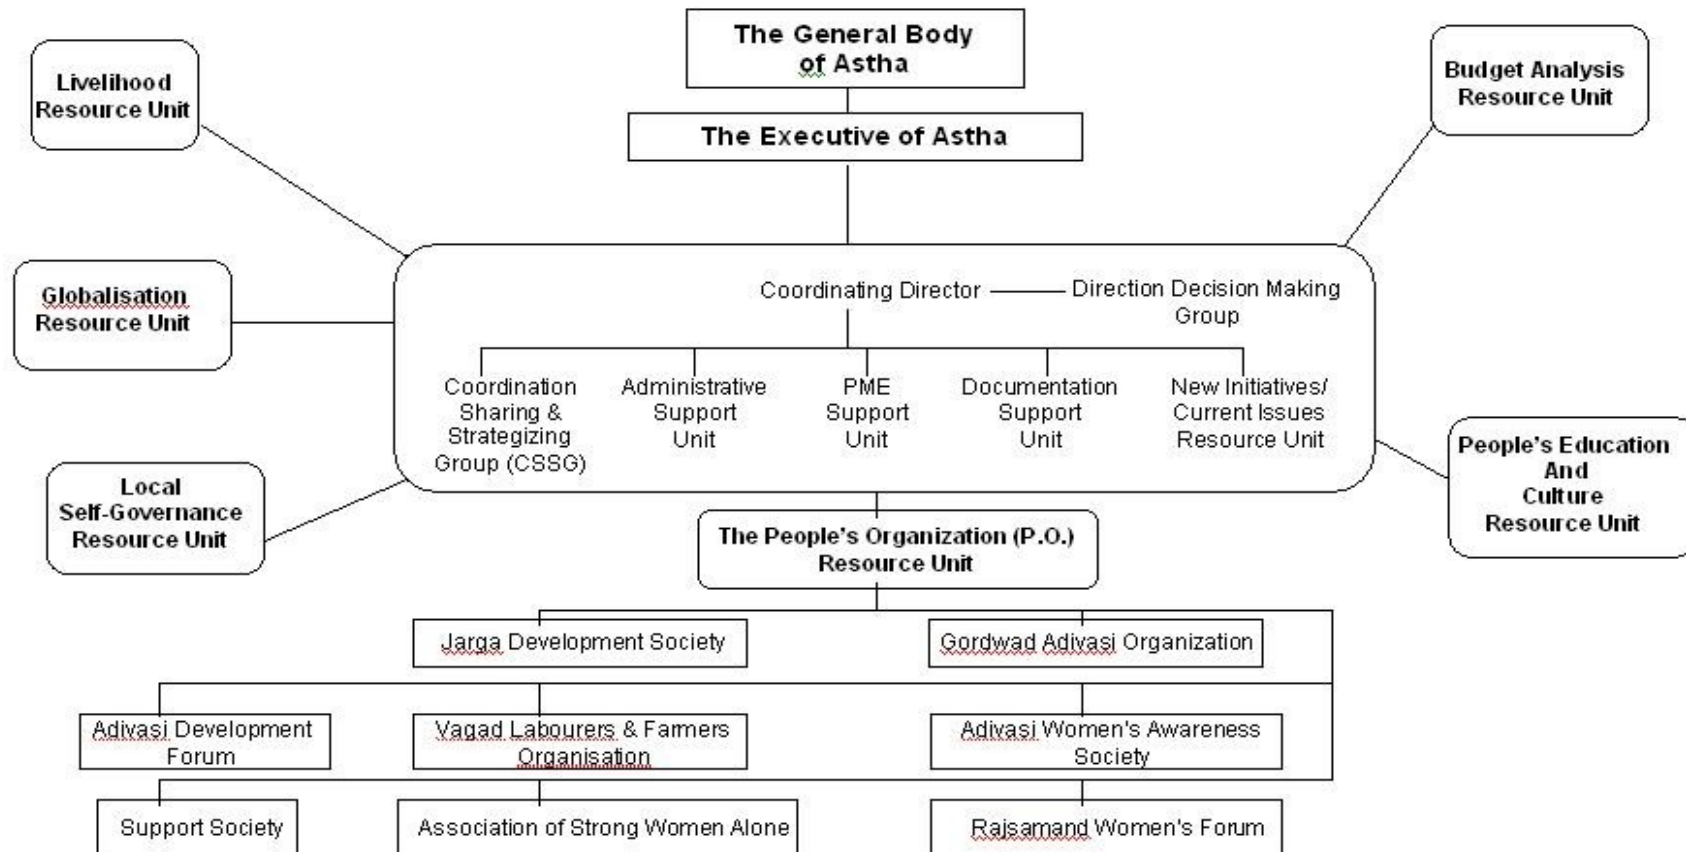 The General Body
of Astha
The Executive of Astha
Livelihood
Resource Unit
Budget Analysis
Resource Unit
Globalisation
Resource Unit
Coordinating Director
Direction Decision Making
Group
Coordination
Sharing &
Strategizing
Group (CSSG)
Administrative
Support
Unit
PME
Support
Unit
Documentation
Support
Unit
New Initiatives/
Current Issues
Resource Unit
Local
Self-Governance
Resource Unit
People's Education
And
Culture
Resource Unit
The People's Organization (P.O.)
Resource Unit
Jarga Development Society
Gordwad Adivasi Organization
Adivasi Development
Forum
Vagad Labourers & Farmers
Organisation
Adivasi Women's Awareness
Society
Support Society
Association of Strong Women Alone
Rajsamand Women's Forum